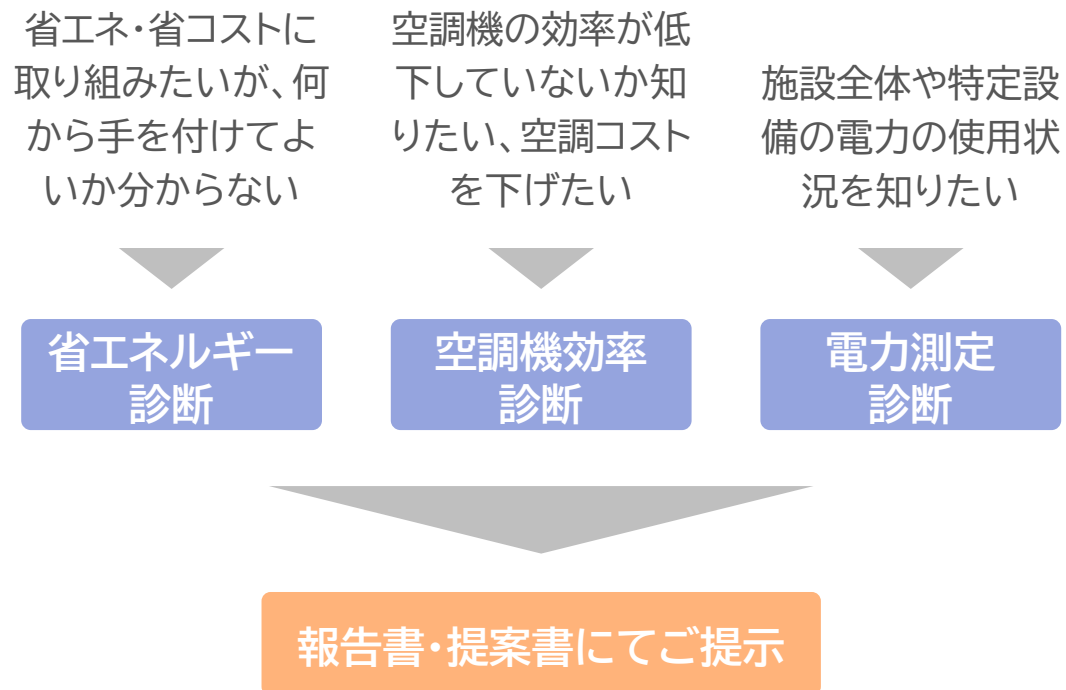 省エネ・省コストに
取り組みたいが、何
から手を付けてよ
いか分からない
空調機の効率が低
下していないか知
りたい、空調コスト
を下げたい
施設全体や特定設
備の電力の使用状
況を知りたい
省エネルギー
診断
空調機効率
診断
電力測定
診断
報告書・提案書にてご提示